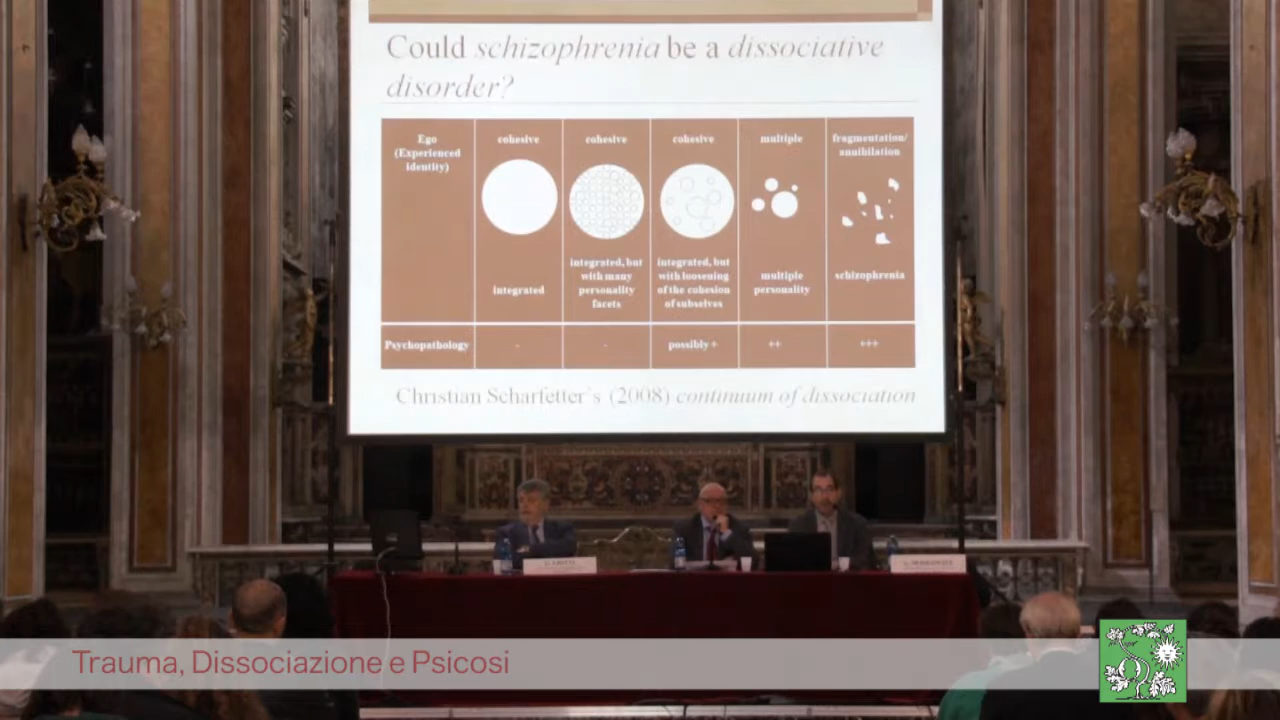 Could schizophrenia be a dissociative
disorder?
Ego
(Experienced
identity)
cohesive
integrated
cohesive
integrated, but
with many
personality
facets
cohesive
integrated, but
with loosening
of the cohesion
of subselves
multiple
multiple
personality
fragmentation/
annihilation
schizophrenia
Psychopathology
-
-
possibly +
++
+++
Christian Scharfetter's (2008) continuum of dissociation
Trauma, Dissociazione e Psicosi